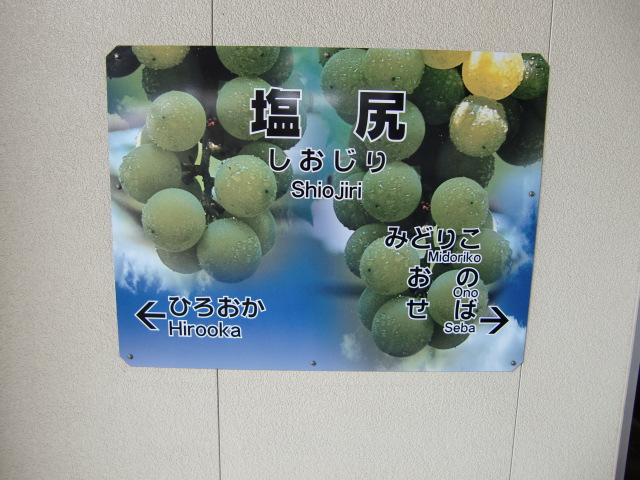 塩尻
しおじり
Shiojiri
みどりこ
Midoriko
おの
Ono
せば
Seba
← ひろおか
Hirooka
→